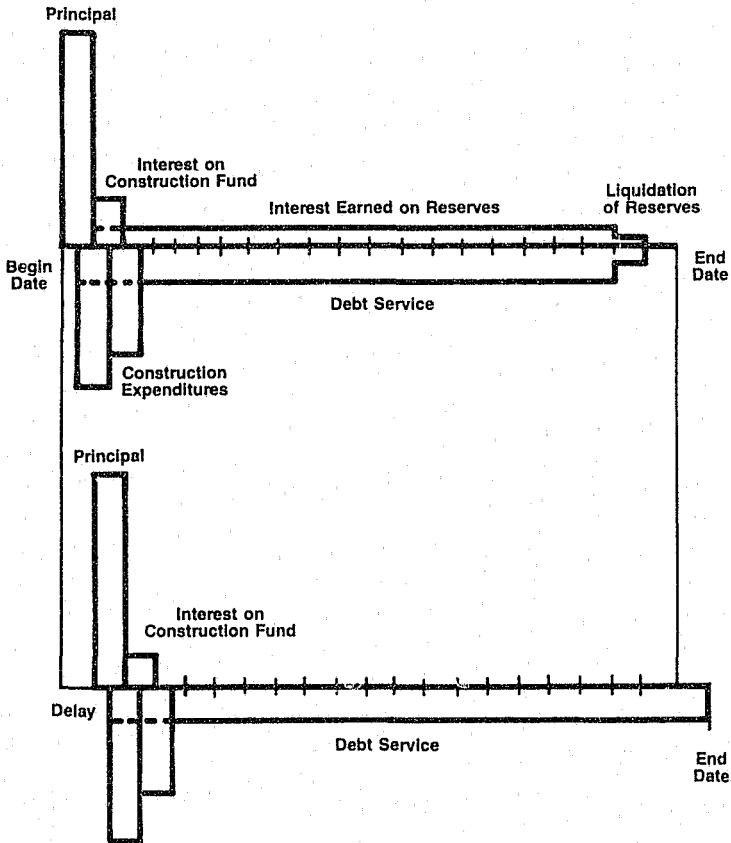 Principal
Interest on
Construction Fund
Interest Earned on Reserves
Liquidation
of Reserves
Begin
Date
End
Date
Debt Service
Construction
Expenditures
Principal
Interest on
Construction Fund
Delay
Debt Service
End
Date